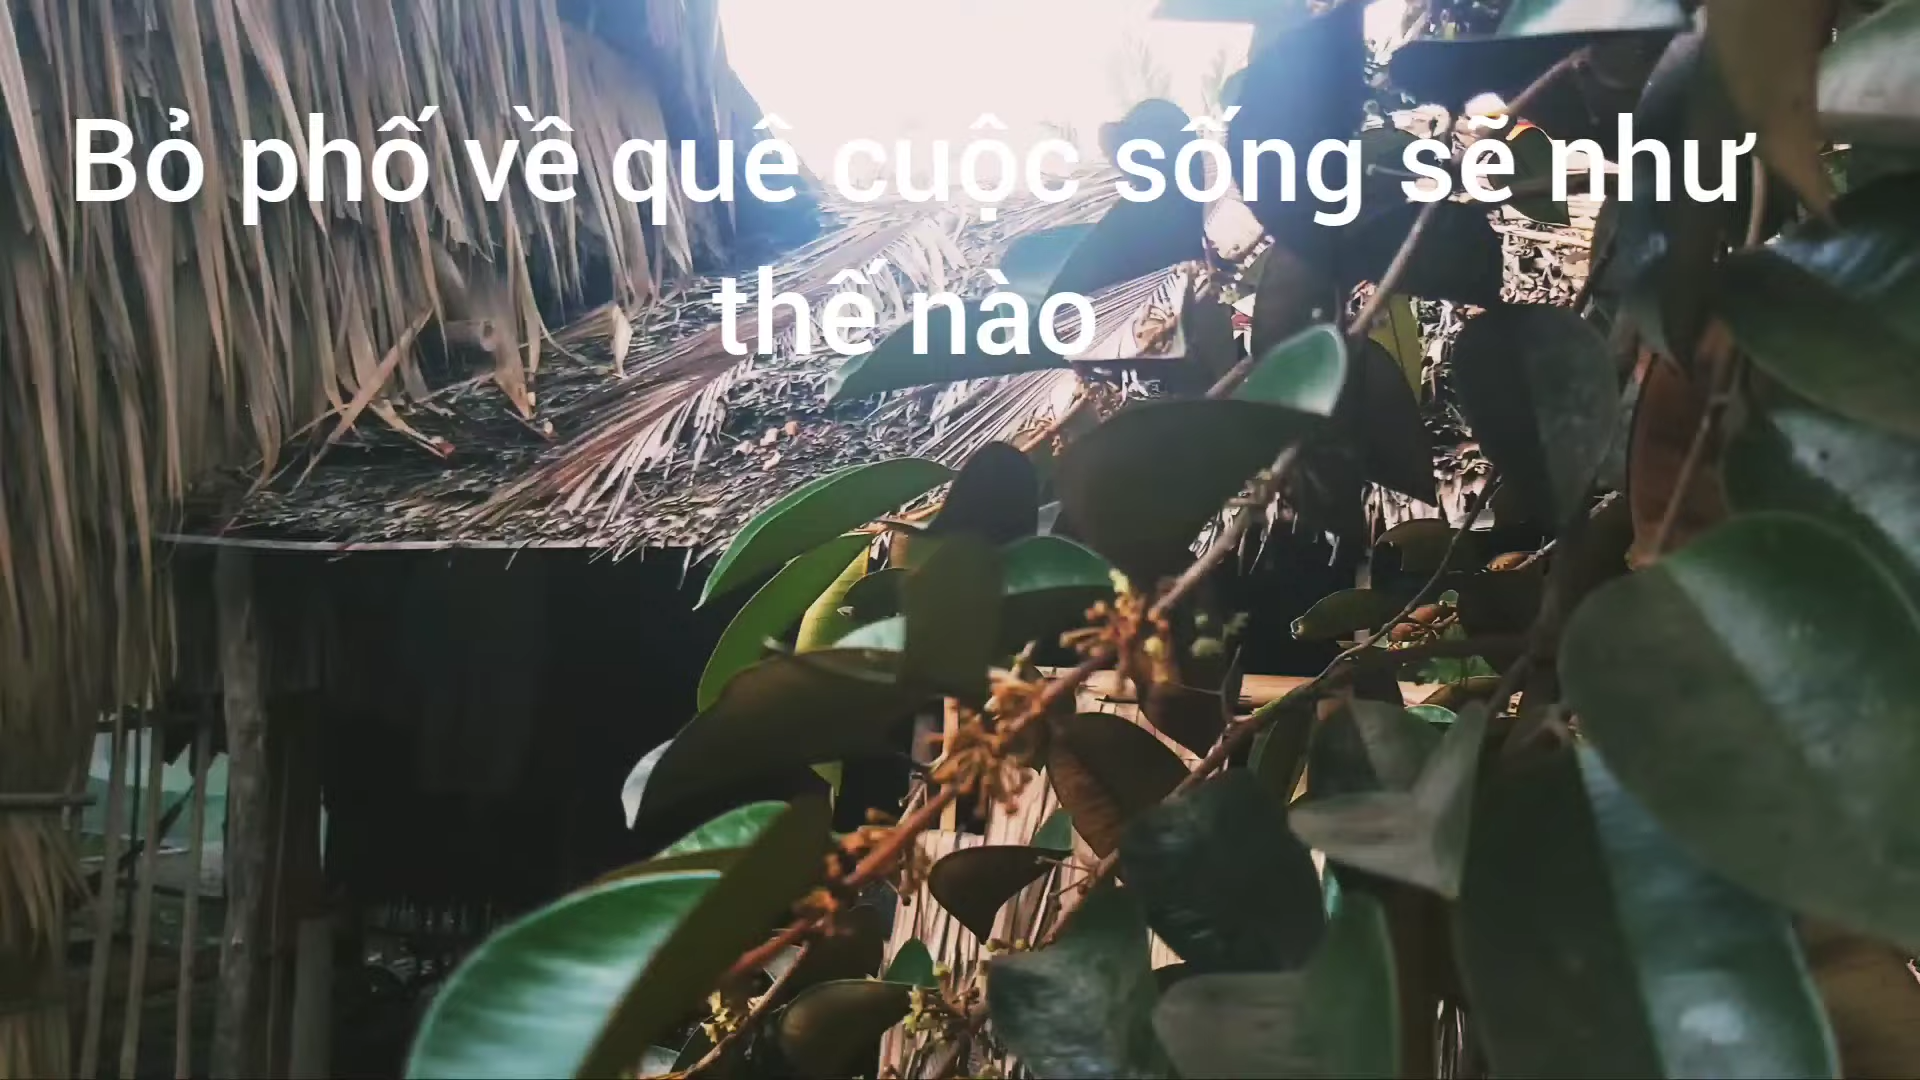 Bỏ phố về quê cuộc sống sẽ như
thế nào